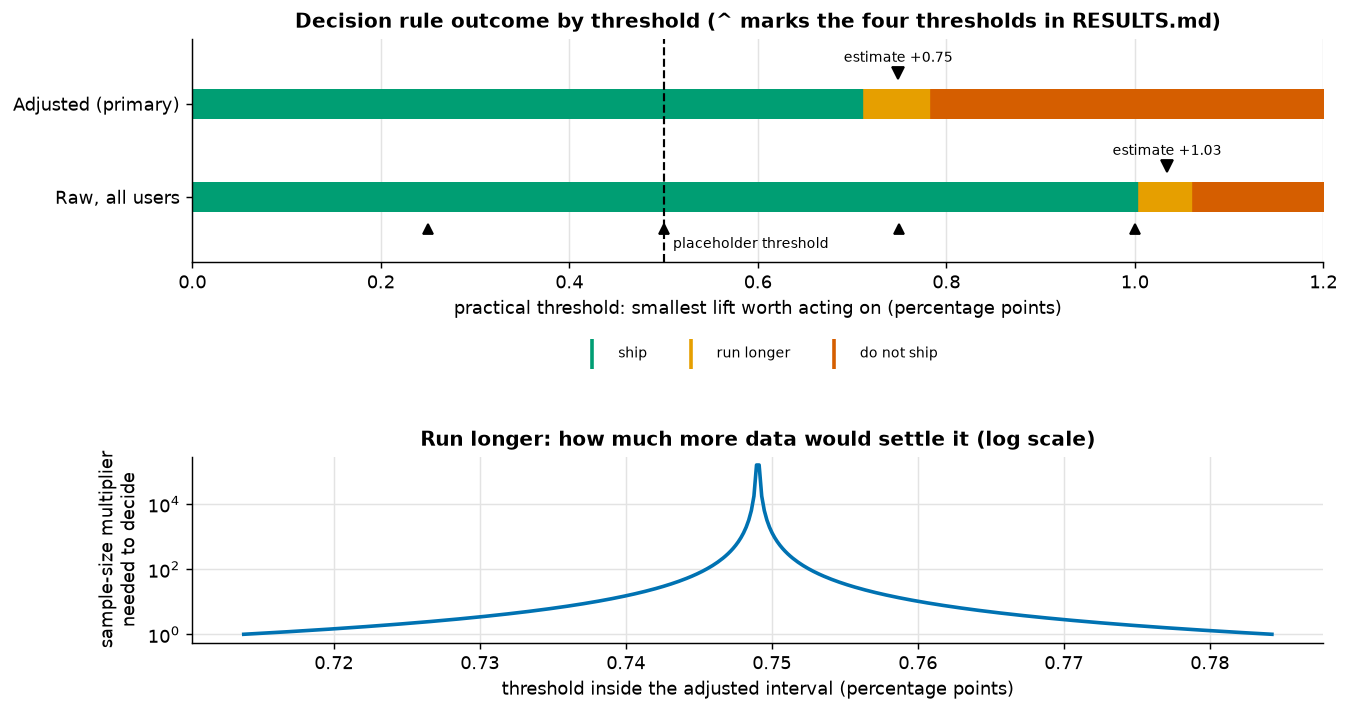 Decision rule outcome by threshold (^ marks the four thresholds in RESULTS.md)
estimate +0.75
Adjusted (primary)
estimate +1.03
Raw, all users
placeholder threshold
0.0 0.2 0.4 0.6 0.8 1.0 1.2
practical threshold: smallest lift worth acting on (percentage points)
ship run longer do not ship
Run longer: how much more data would settle it (log scale)
sample-size multiplier
needed to decide
10⁴
10²
10⁰
0.72 0.73 0.74 0.75 0.76 0.77 0.78
threshold inside the adjusted interval (percentage points)